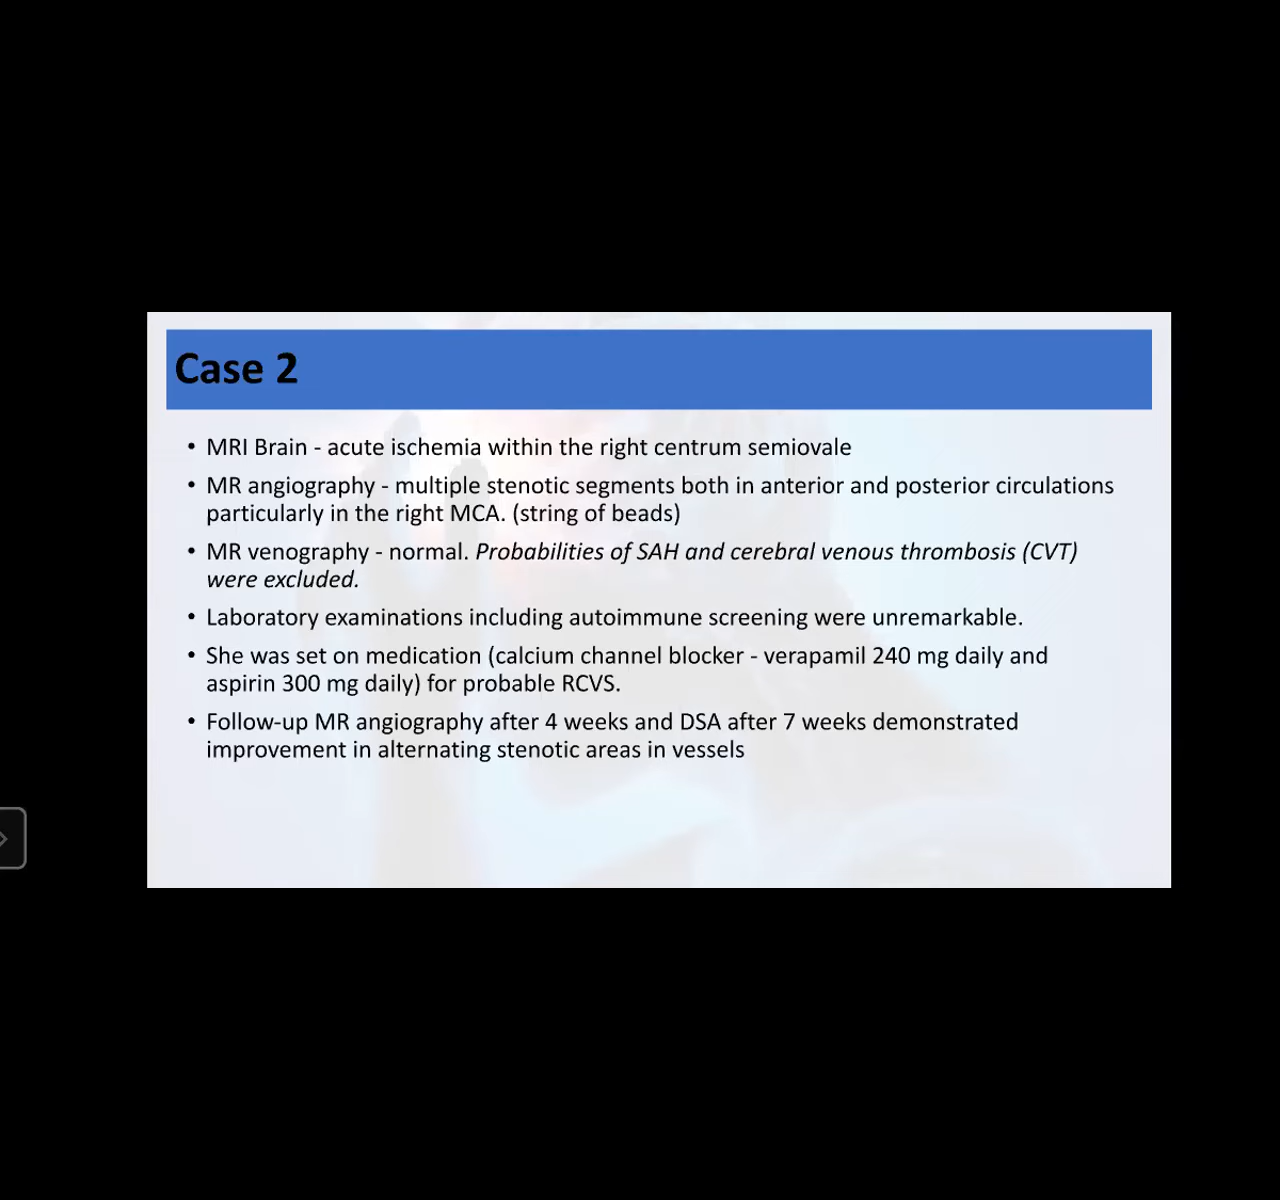 Case 2
• MRI Brain - acute ischemia within the right centrum semiovale
• MR angiography - multiple stenotic segments both in anterior and posterior circulations
particularly in the right MCA. (string of beads)
• MR venography - normal. Probabilities of SAH and cerebral venous thrombosis (CVT)
were excluded.
• Laboratory examinations including autoimmune screening were unremarkable.
• She was set on medication (calcium channel blocker - verapamil 240 mg daily and
aspirin 300 mg daily) for probable RCVS.
• Follow-up MR angiography after 4 weeks and DSA after 7 weeks demonstrated
improvement in alternating stenotic areas in vessels